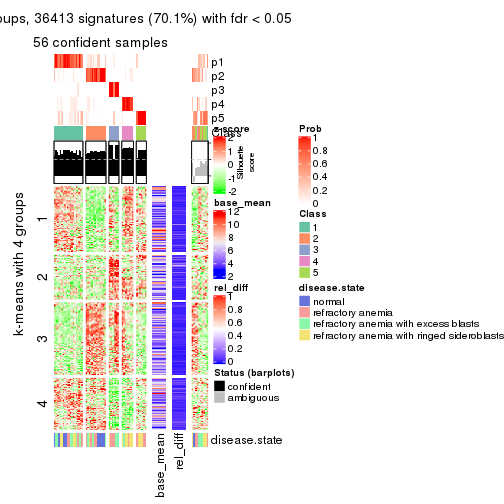 oups, 36413 signatures (70.1%) with fdr < 0.05
56 confident samples
p1
p2
p3
p4
p5
Class
Silhouette
score
k-means with 4 groups
1
2
3
4
base_mean
rel_diff
disease.state
z-score
2
1
0
-1
-2
base_mean
12
10
8
6
4
2
rel_diff
1
0.8
0.6
0.4
0.2
0
Status (barplots)
confident
ambiguous
Prob
1
0.8
0.6
0.4
0.2
0
Class
1
2
3
4
5
disease.state
normal
refractory anemia
refractory anemia with excess blasts
refractory anemia with ringed sideroblasts